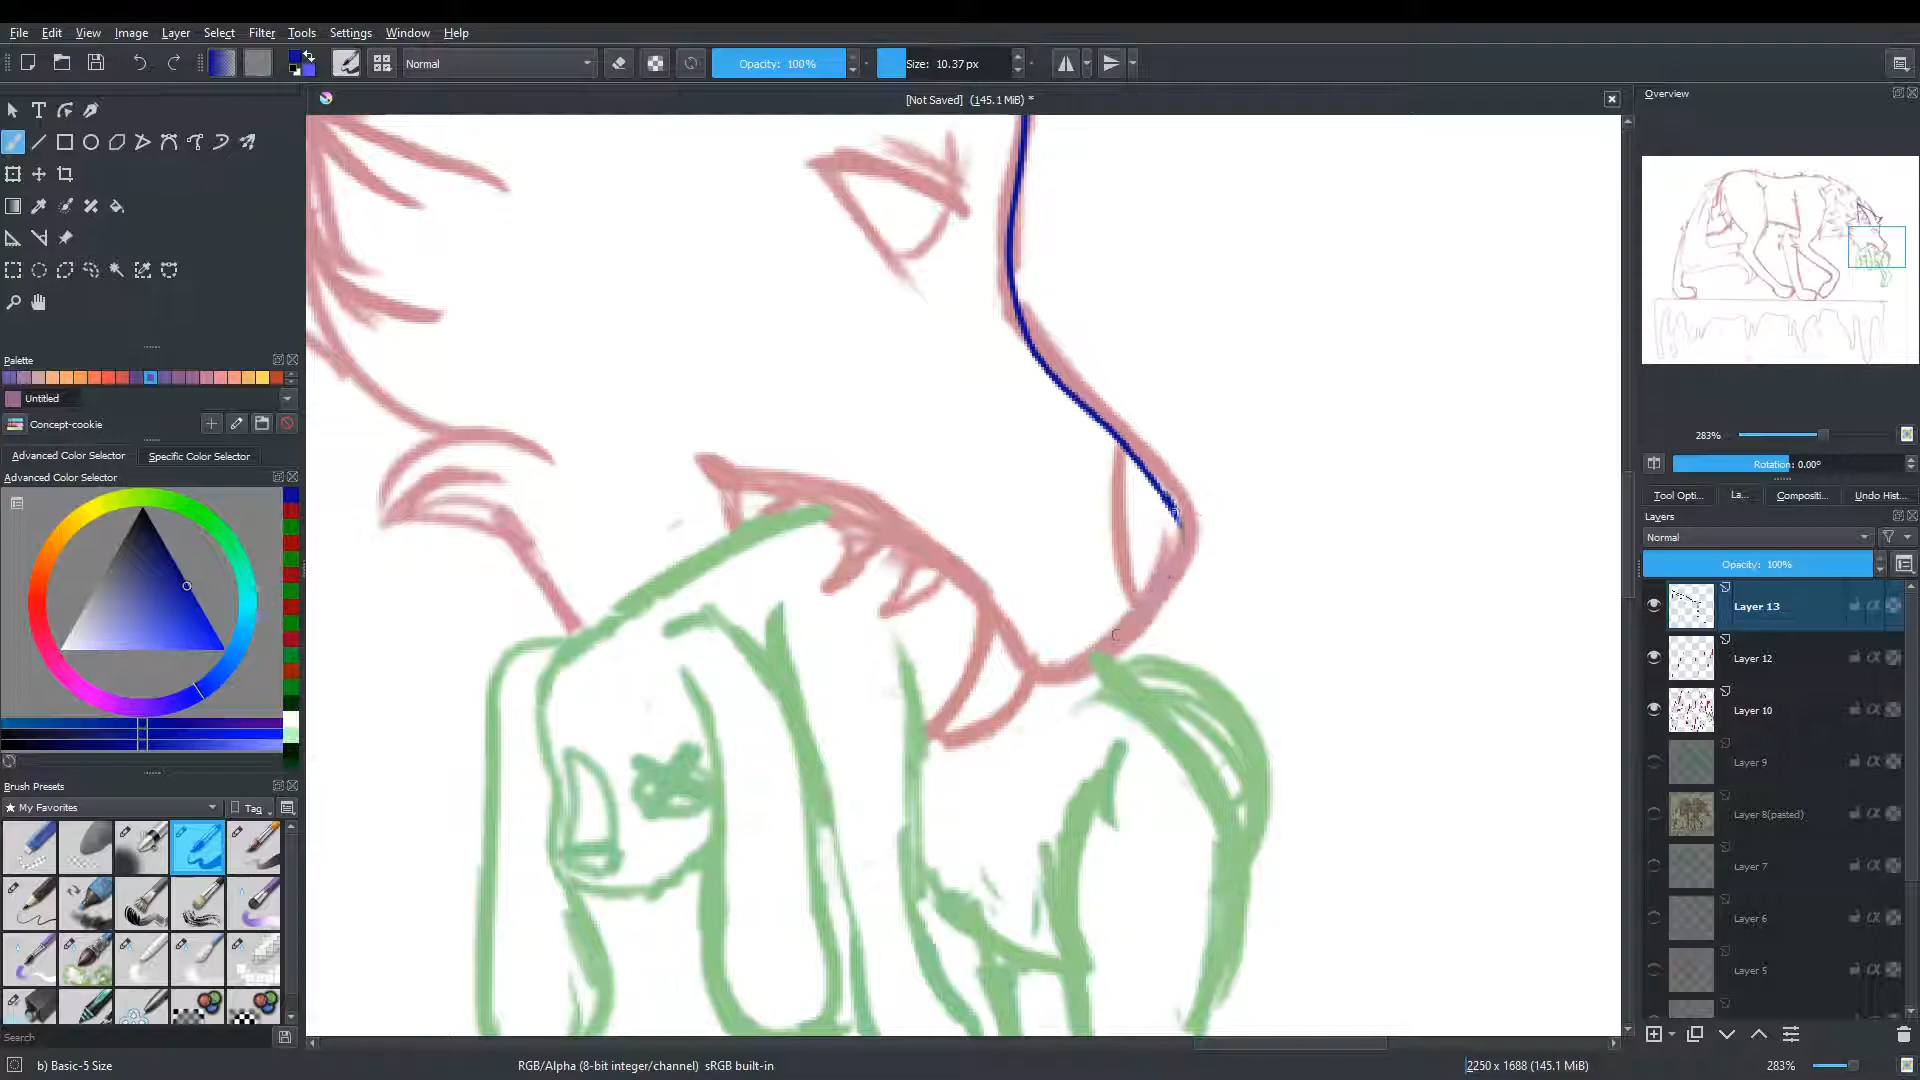 File Edit View Image Layer Select Filter Tools Settings Window Help
Normal
Opacity: 100%
Size: 10.37 px
[Not Saved] (145.1 MiB) *
Overview
Palette
Untitled
Concept-cookie
Advanced Color Selector
Specific Color Selector
Advanced Color Selector
Brush Presets
My Favorites
Tag
Search
b) Basic-5 Size
RGB/Alpha (8-bit integer/channel) sRGB built-in
2250 x 1688 (145.1 MiB)
283%
283%
Rotation: 0.00°
Tool Opti... La... Compositi... Undo Hist...
Layers
Normal
Opacity: 100%
Layer 13
Layer 12
Layer 10
Layer 9
Layer 8(pasted)
Layer 7
Layer 6
Layer 5